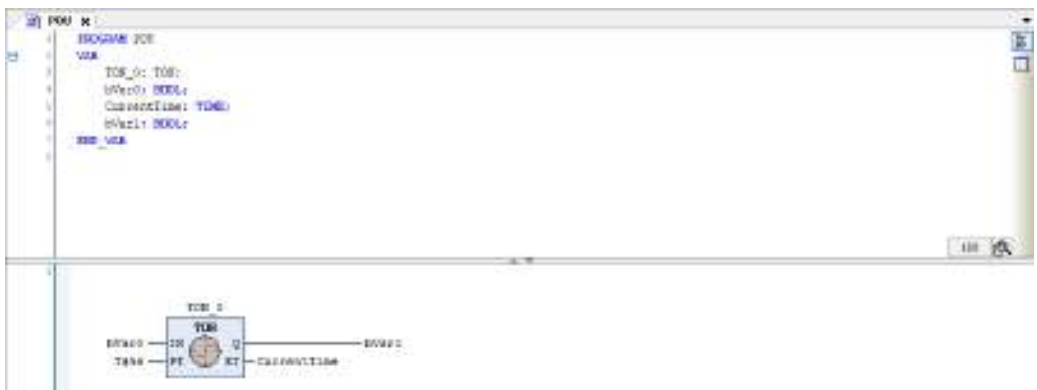 POU
PROGRAM POU
VAR
TON_0: TON;
bVar0: BOOL;
CurrentTime: TIME;
bVar1: BOOL;
END_VAR
100
TON_0
TON
bVar0 IN Q bVar1
PT ET CurrentTime